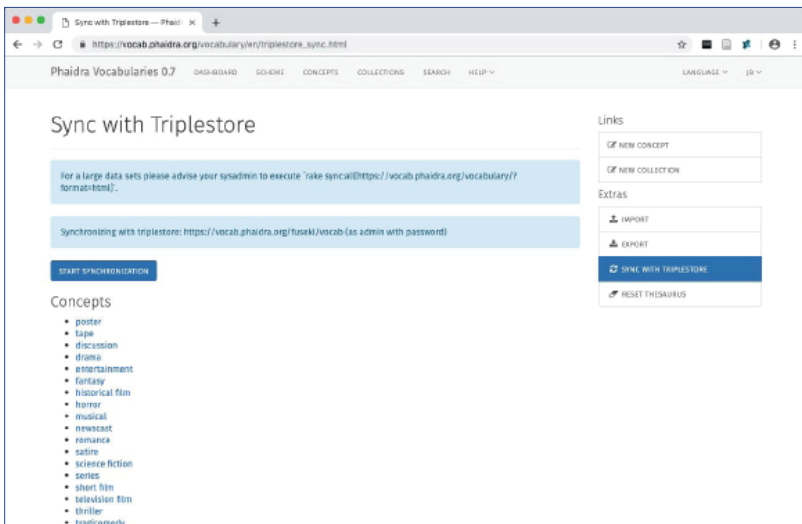 Sync with Triplestore — Phaid
https://vocab.phaidra.org/vocabulary/en/triplestore_sync.html
Phaidra Vocabularies 0.7 DASHBOARD SCHEME CONCEPTS COLLECTIONS SEARCH HELP LANGUAGE JB
Sync with Triplestore
For a large data sets please advise your sysadmin to execute `rake sync:all[https://vocab.phaidra.org/vocabulary/?
format=html]`.
Synchronizing with triplestore: https://vocab.phaidra.org/fuseki/vocab (as admin with password)
START SYNCHRONIZATION
Concepts
poster
tape
discussion
drama
entertainment
fantasy
historical film
horror
musical
newscast
romance
satire
science fiction
series
short film
television film
thriller
tragicomedy
Links
NEW CONCEPT
NEW COLLECTION
Extras
IMPORT
EXPORT
SYNC WITH TRIPLESTORE
RESET THESAURUS